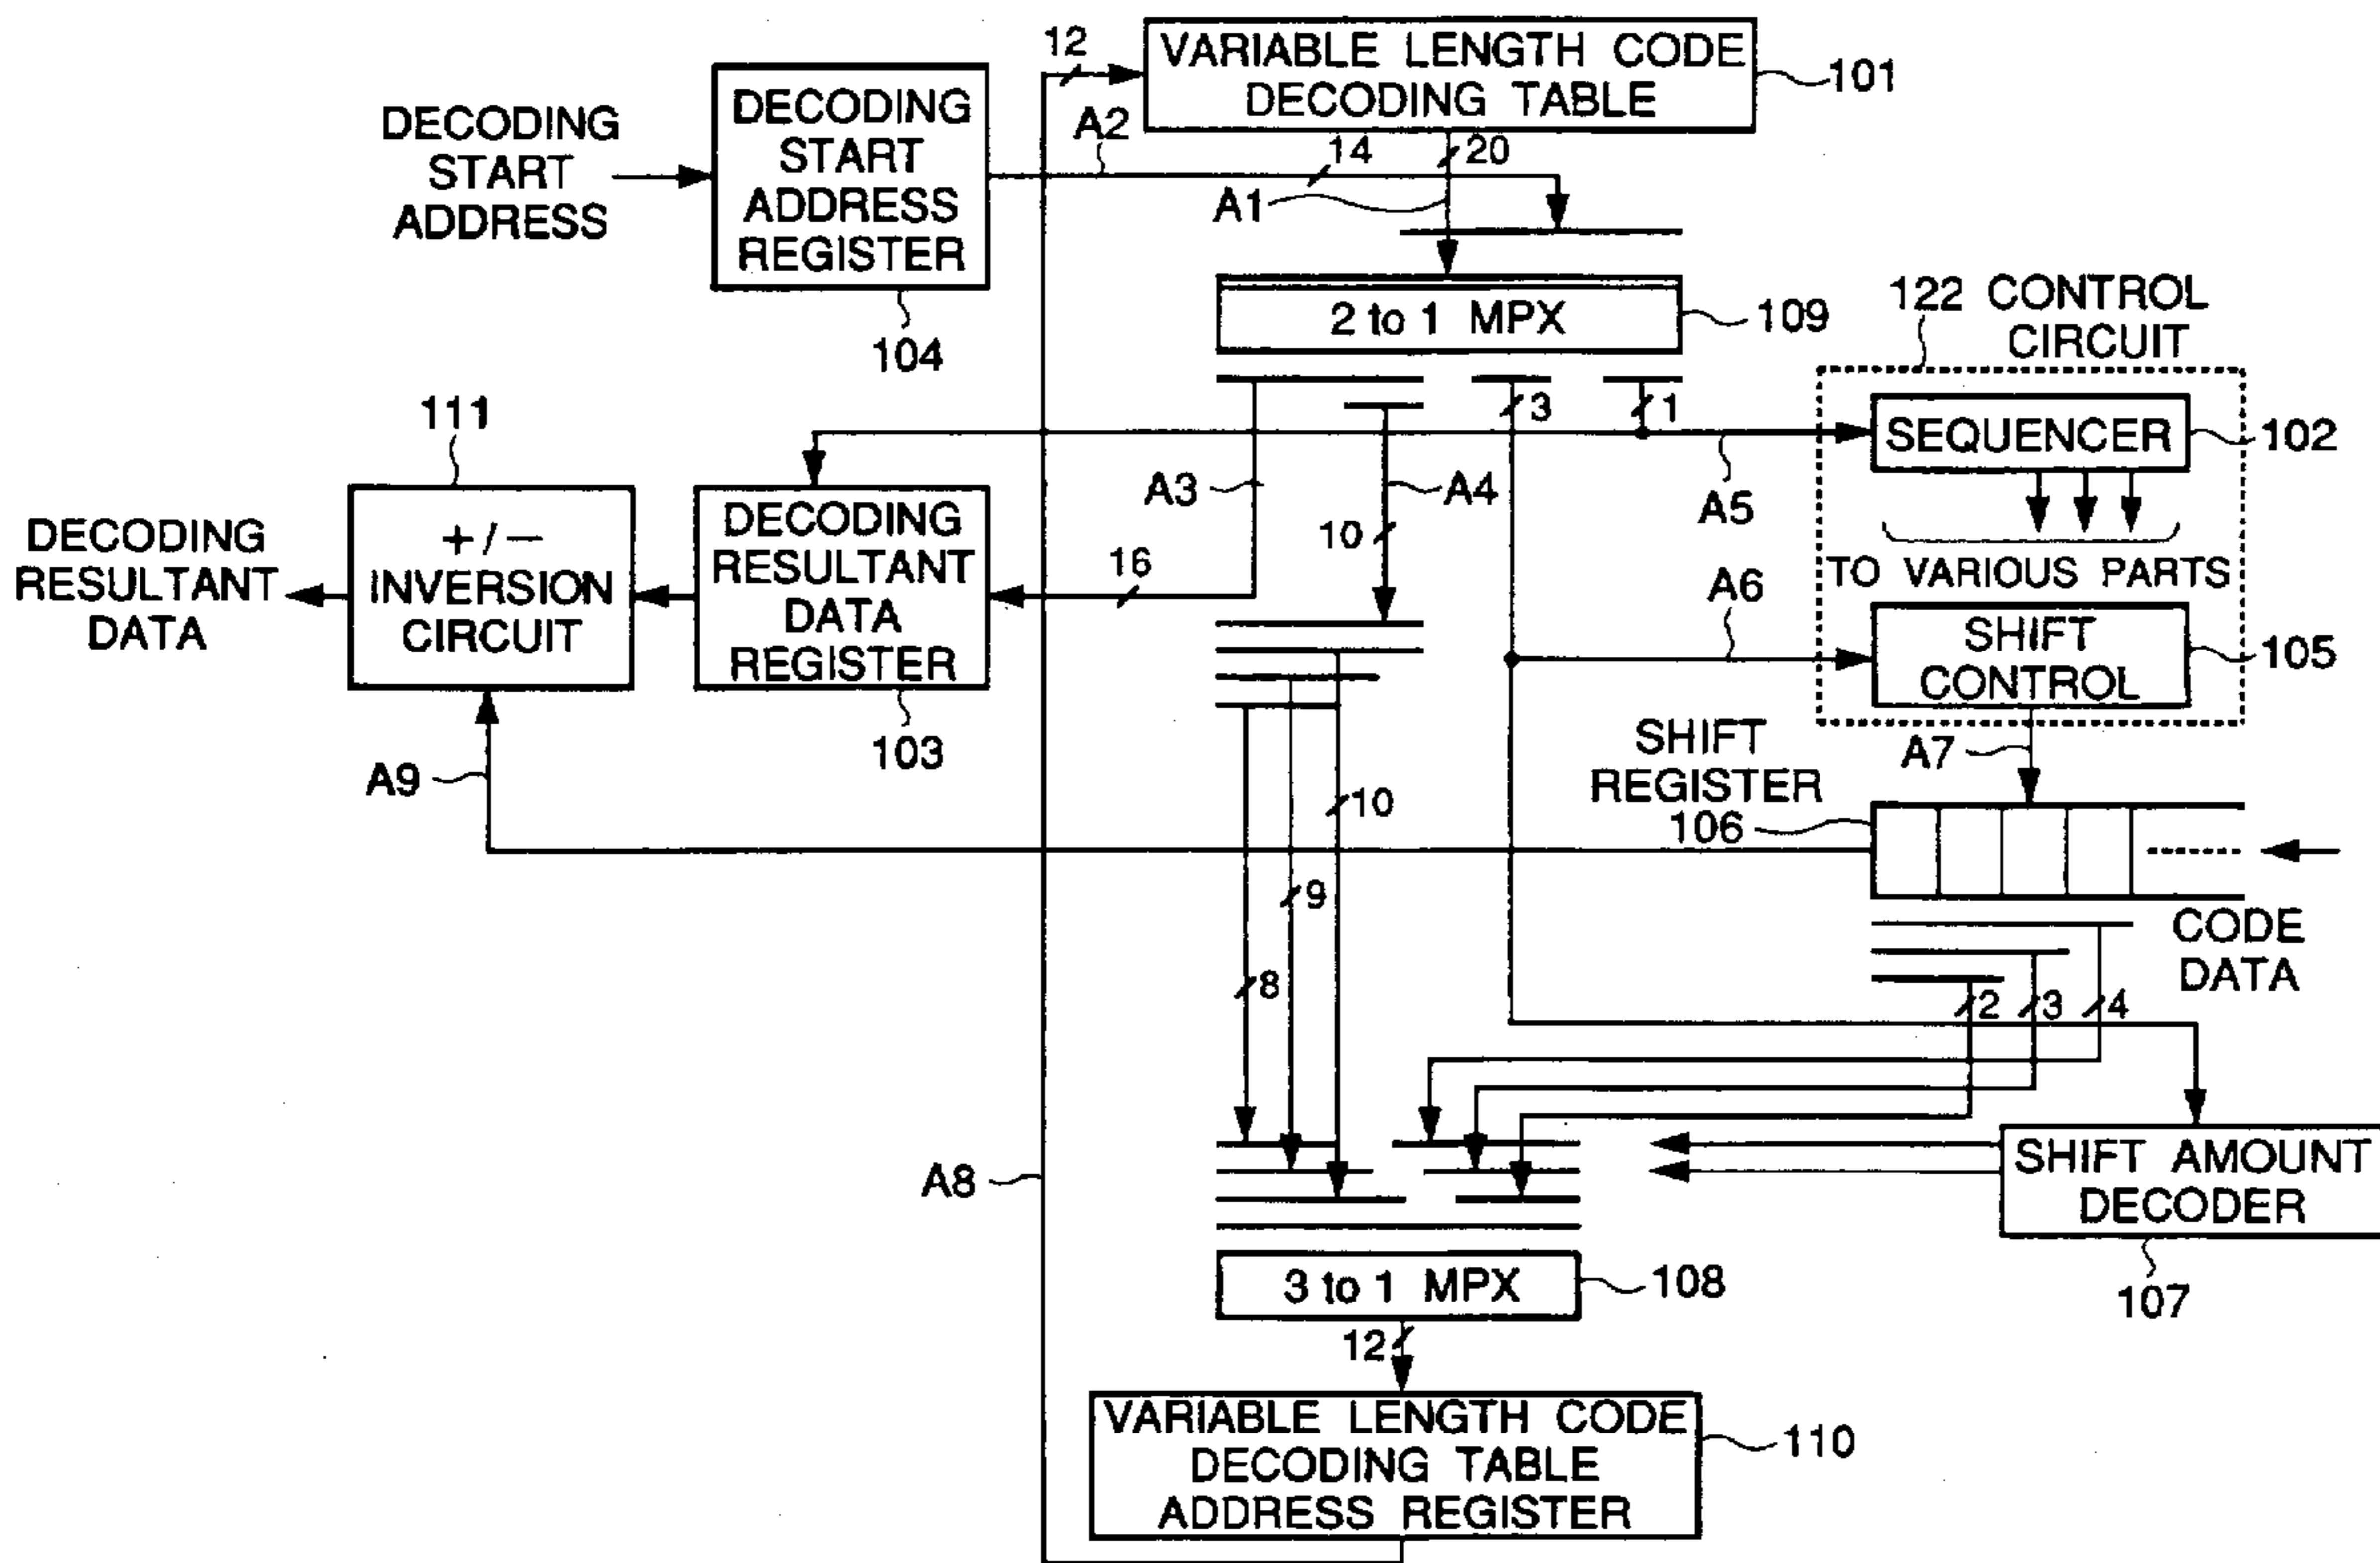 12
VARIABLE LENGTH CODE
DECODING TABLE
101
DECODING
START
ADDRESS
DECODING
START
ADDRESS
REGISTER
104
A2
14
20
A1
2 to 1 MPX
109
122 CONTROL
CIRCUIT
3
1
SEQUENCER
102
A5
TO VARIOUS PARTS
A6
SHIFT
CONTROL
105
A7
111
DECODING
RESULTANT
DATA
+/−
INVERSION
CIRCUIT
DECODING
RESULTANT
DATA
REGISTER
103
A3
A4
16
10
A9
SHIFT
REGISTER
106
CODE
DATA
10
9
8
2
3
4
A8
SHIFT AMOUNT
DECODER
107
3 to 1 MPX
108
12
VARIABLE LENGTH CODE
DECODING TABLE
ADDRESS REGISTER
110